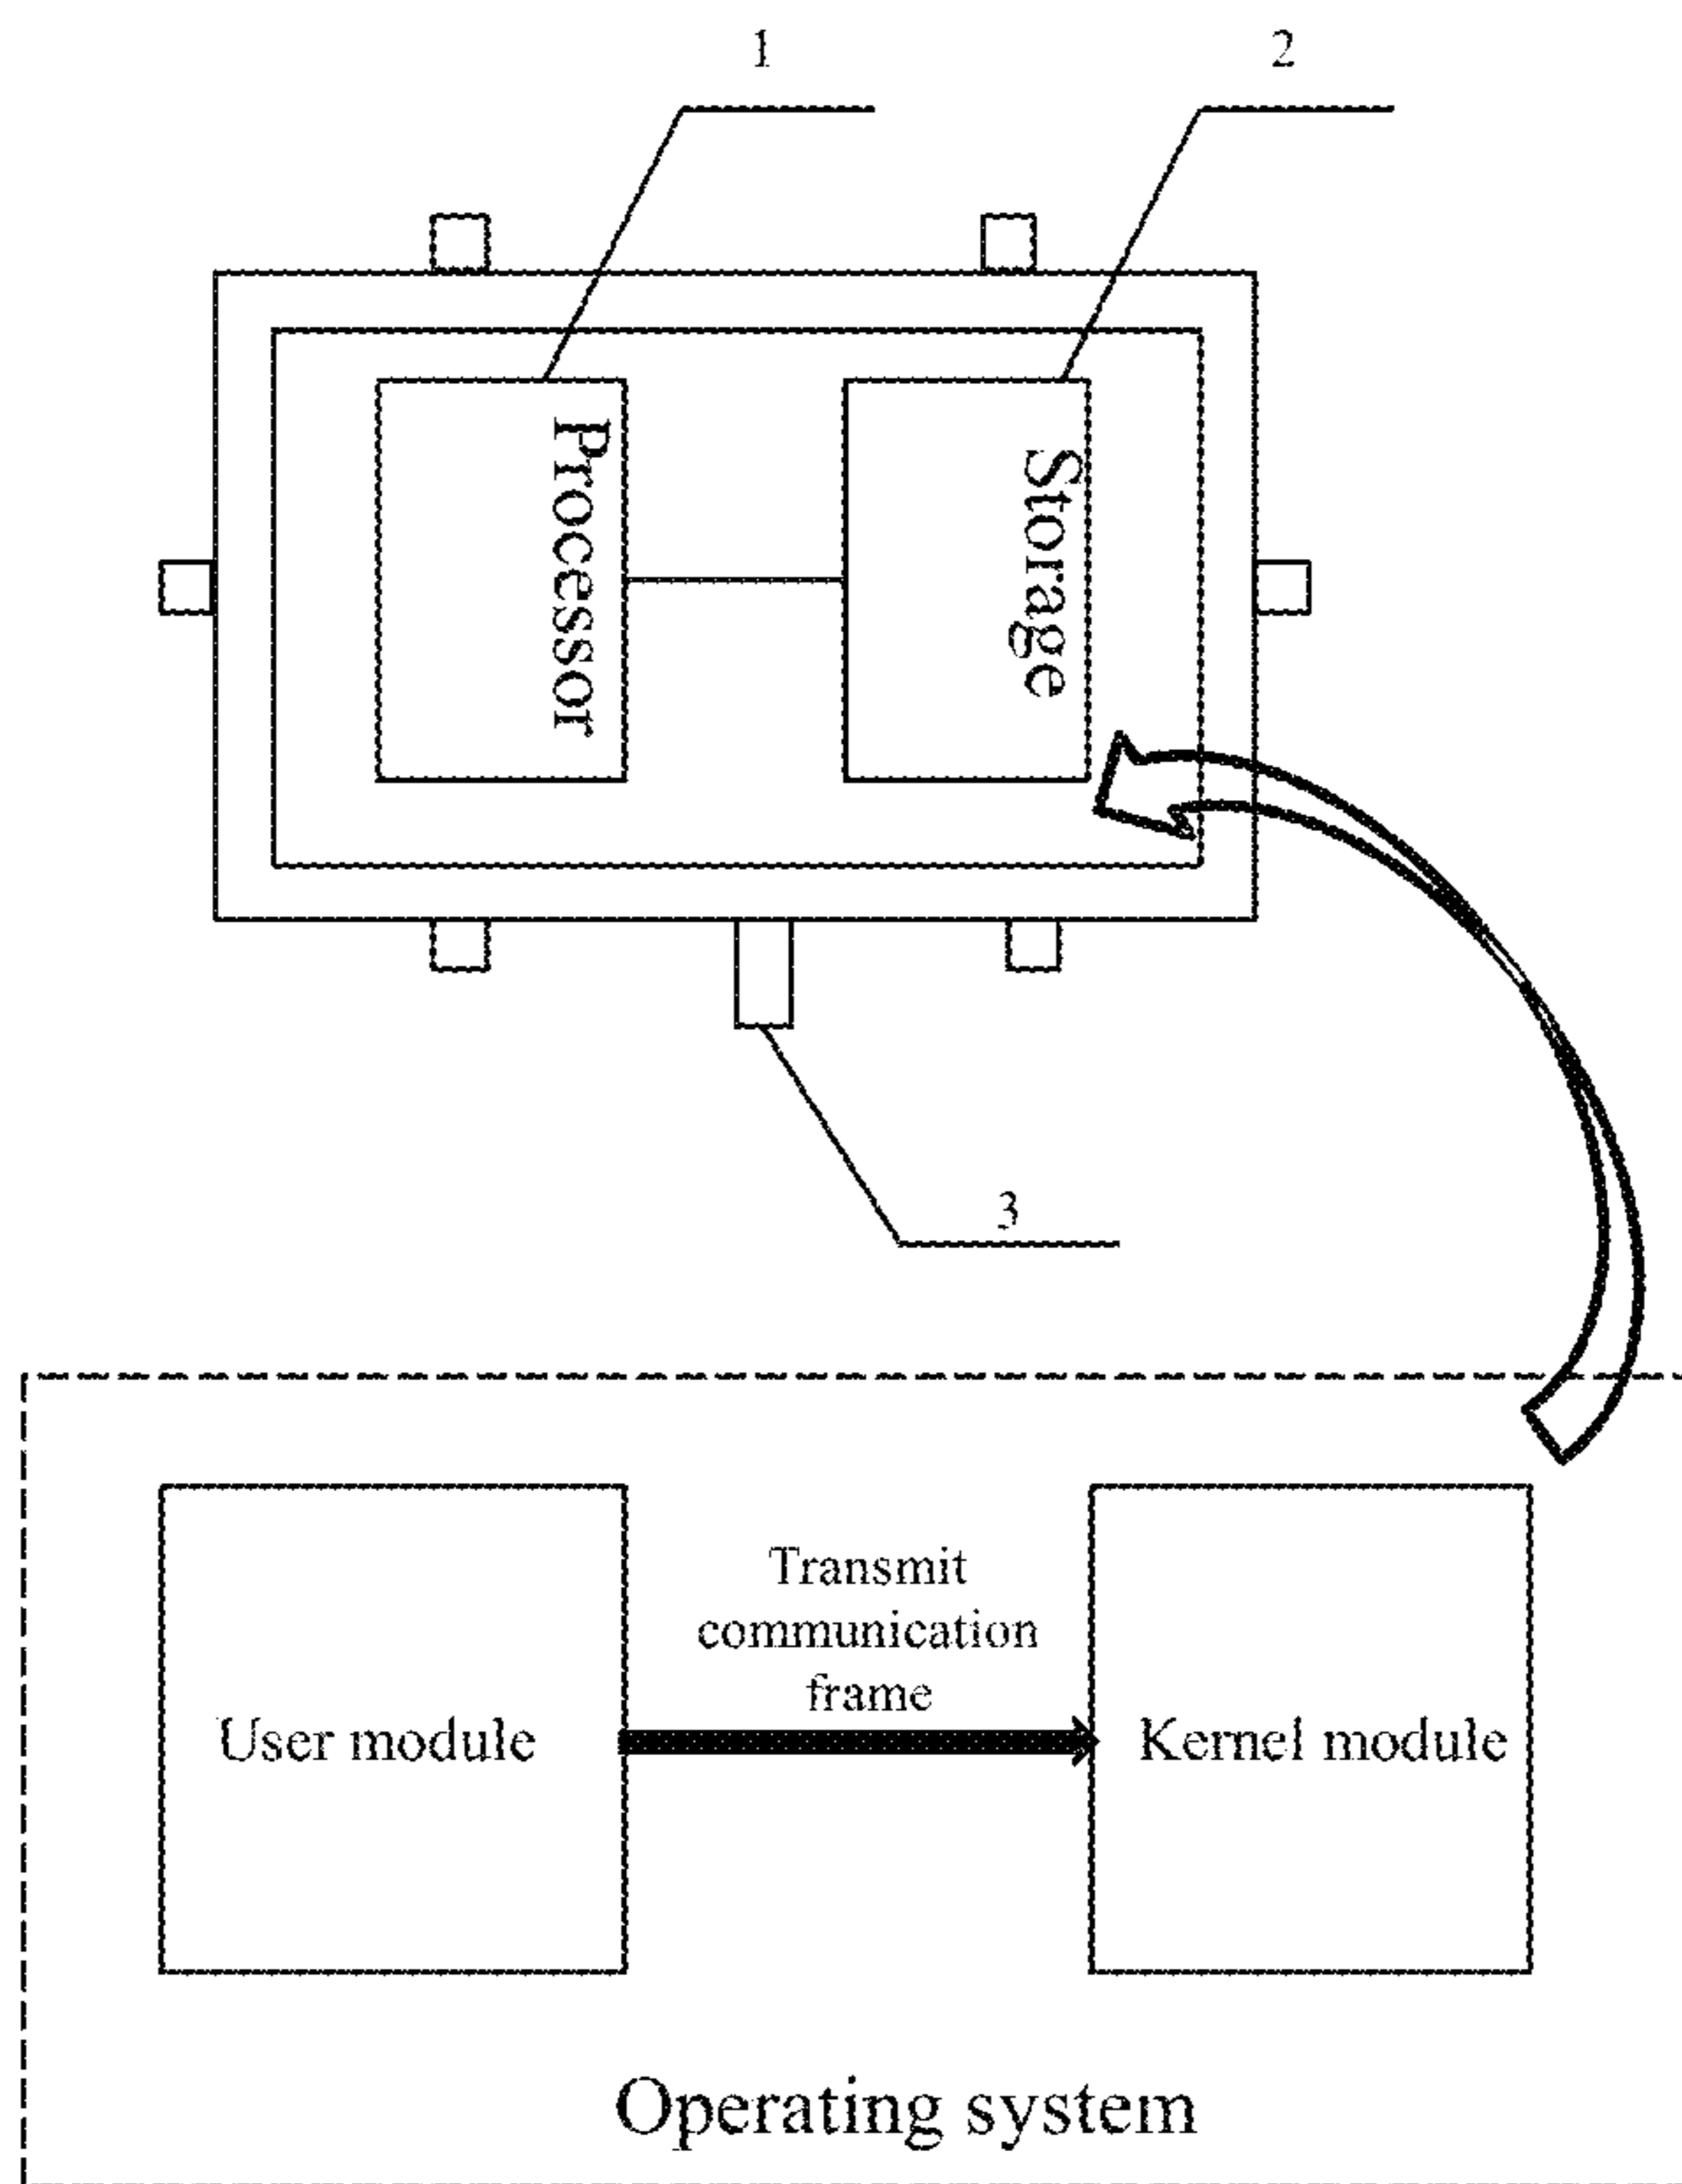 1
2
Processor
Storage
3
Transmit
communication
frame
User module
Kernel module
Operating system